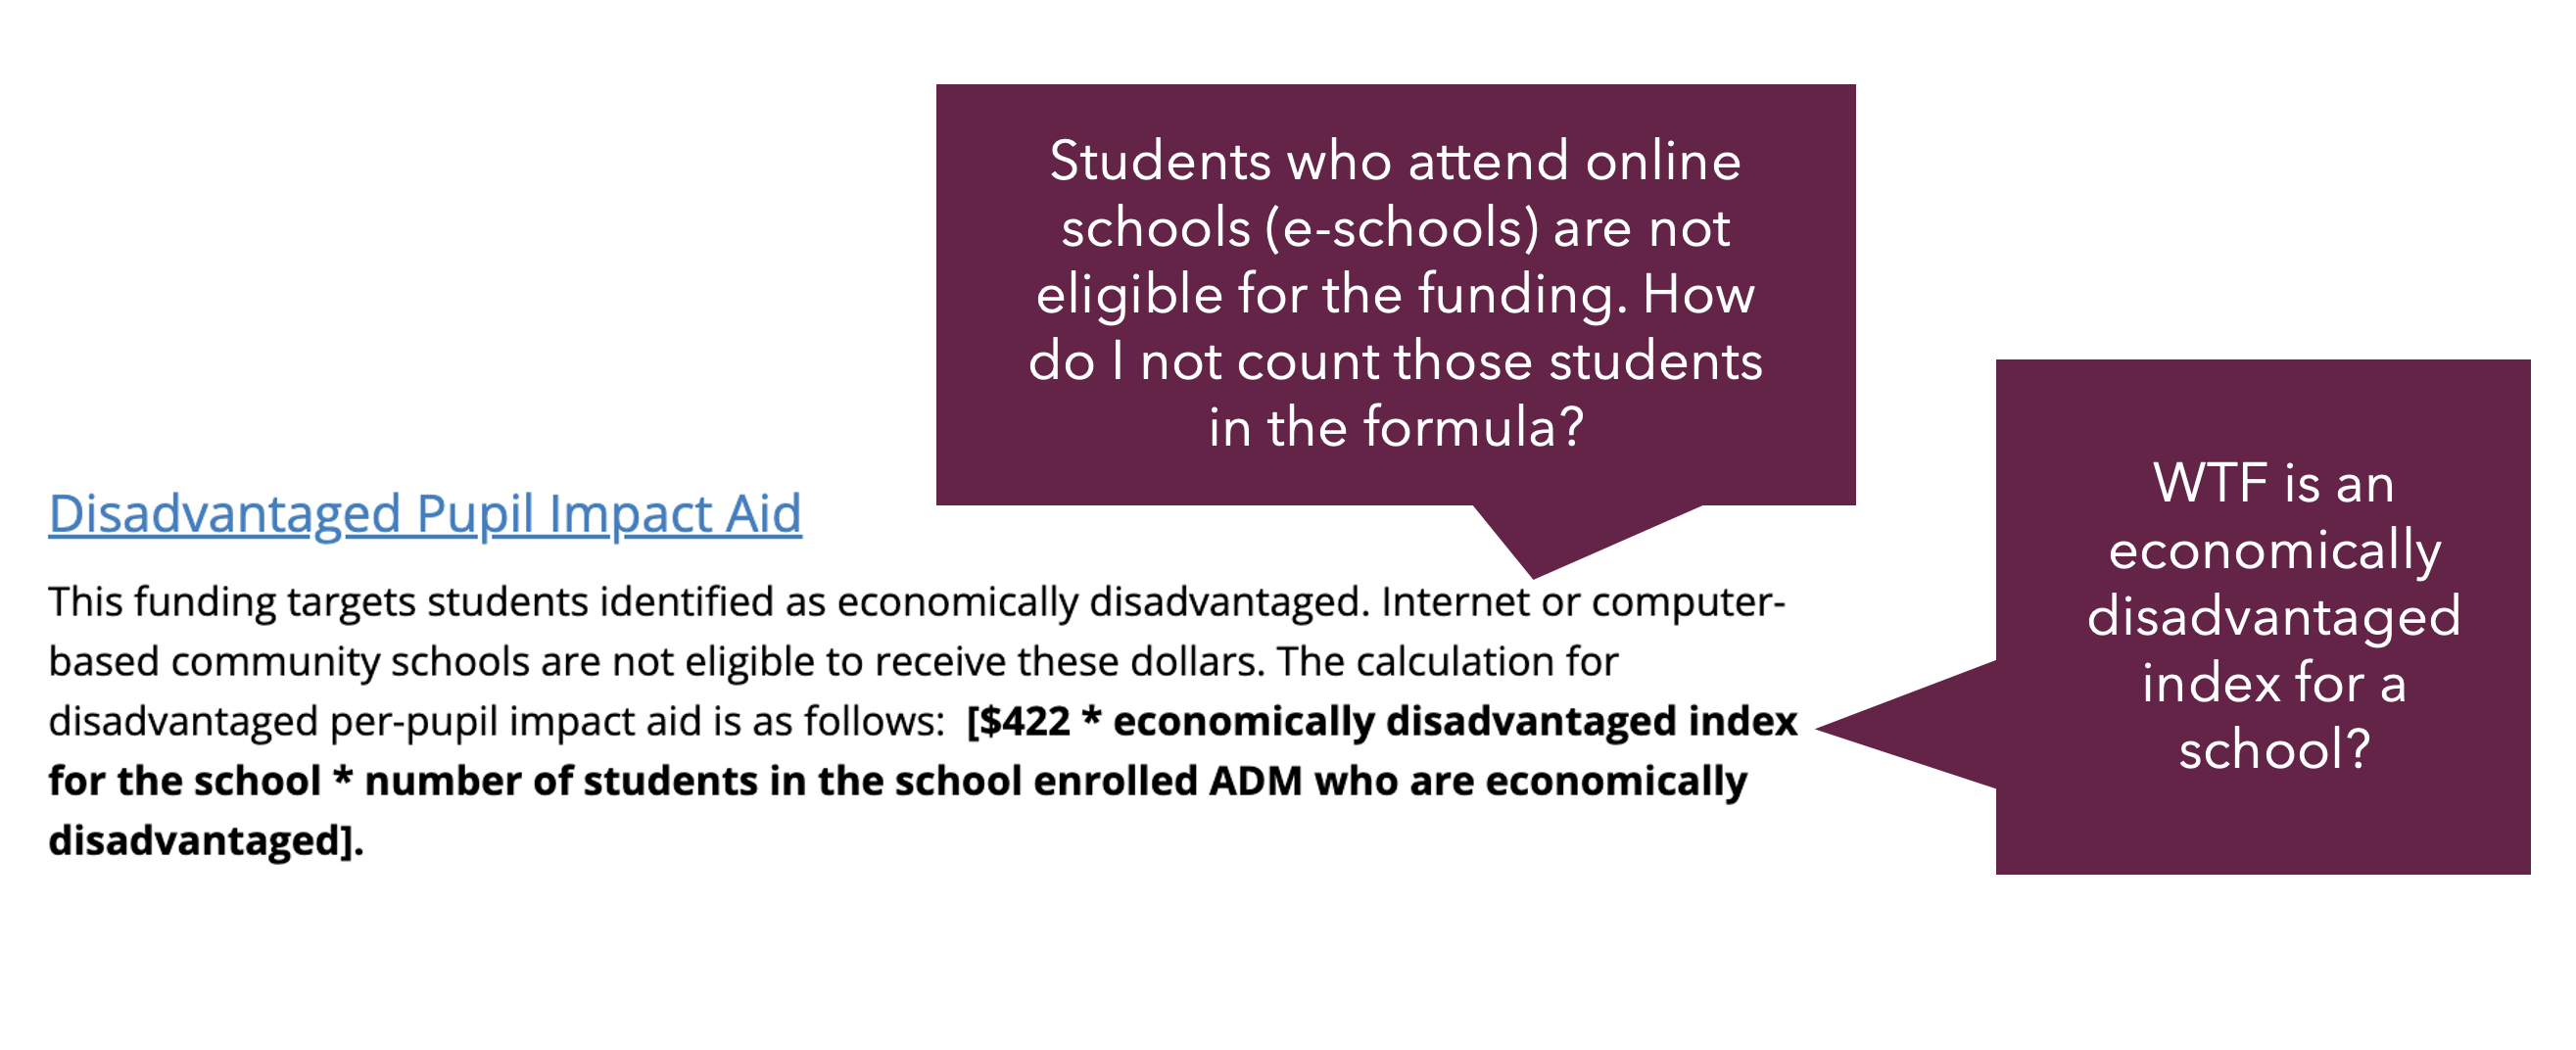 Students who attend online
schools (e-schools) are not
eligible for the funding. How
do I not count those students
in the formula?
WTF is an
economically
disadvantaged
index for a
school?
Disadvantaged Pupil Impact Aid
This funding targets students identified as economically disadvantaged. Internet or computer-
based community schools are not eligible to receive these dollars. The calculation for
disadvantaged per-pupil impact aid is as follows:  [$422 * economically disadvantaged index
for the school * number of students in the school enrolled ADM who are economically
disadvantaged].